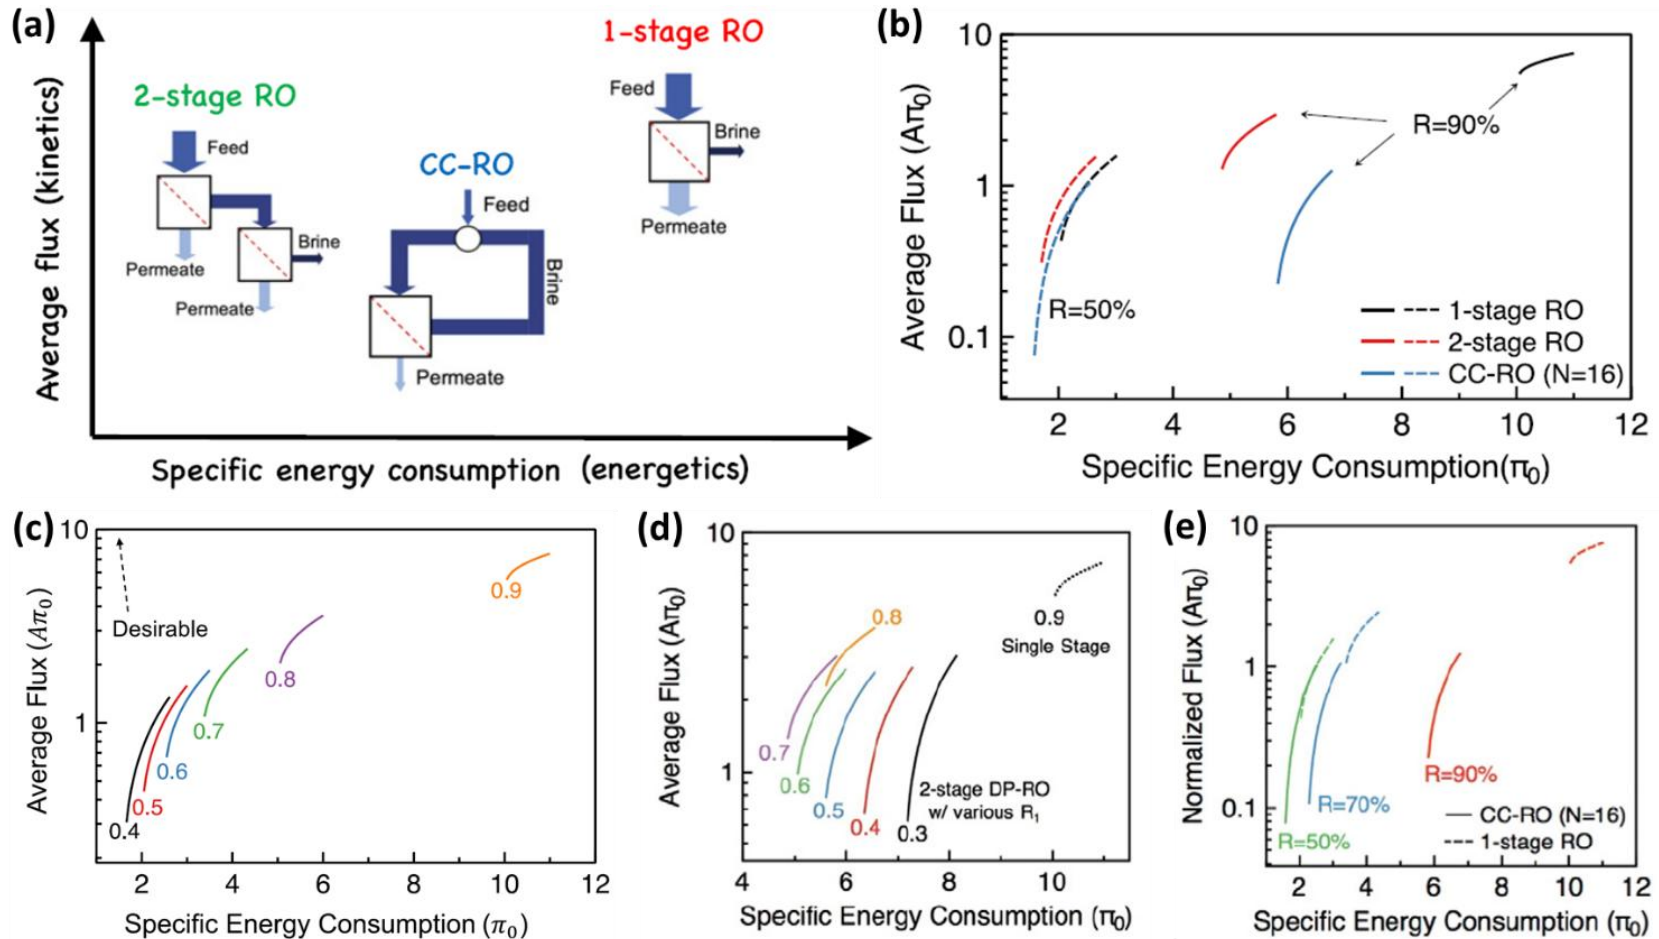 (a)
Average flux (kinetics)
2-stage RO
Feed
Brine
Permeate
Permeate
CC-RO
Feed
Brine
Permeate
1-stage RO
Feed
Brine
Permeate
Specific energy consumption (energetics)
(b)
Average Flux (Aπ₀)
10
1
0.1
R=90%
R=50%
1-stage RO
2-stage RO
CC-RO (N=16)
2 4 6 8 10 12
Specific Energy Consumption(π₀)
(c)
Average Flux (Aπ₀)
10
1
Desirable
0.9
0.8
0.7
0.6
0.5
0.4
2 4 6 8 10 12
Specific Energy Consumption (π₀)
(d)
Average Flux (Aπ₀)
10
1
0.9
Single Stage
0.8
0.7
0.6
0.5
0.4
0.3
2-stage DP-RO
w/ various R₁
4 6 8 10
Specific Energy Consumption (π₀)
(e)
Normalized Flux (Aπ₀)
10
1
0.1
R=90%
R=70%
R=50%
CC-RO (N=16)
1-stage RO
2 4 6 8 10 12
Specific Energy Consumption (π₀)